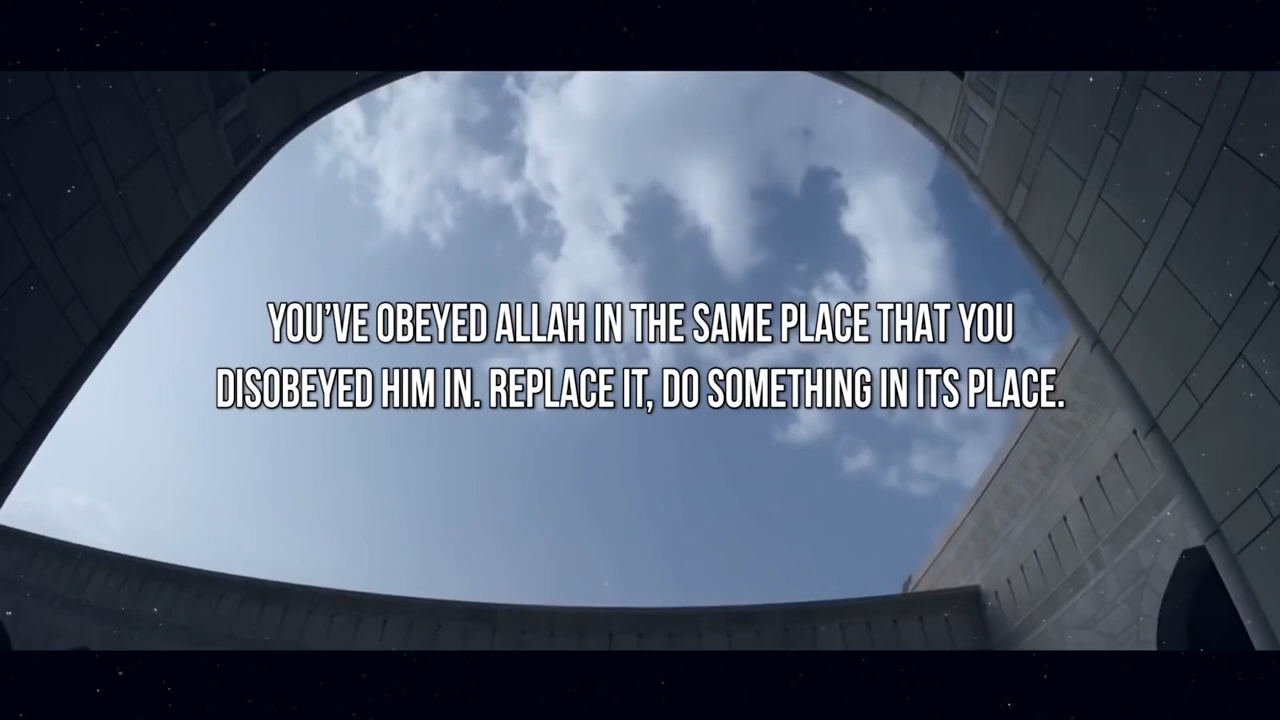 YOU'VE OBEYED ALLAH IN THE SAME PLACE THAT YOU
DISOBEYED HIM IN. REPLACE IT, DO SOMETHING IN ITS PLACE.